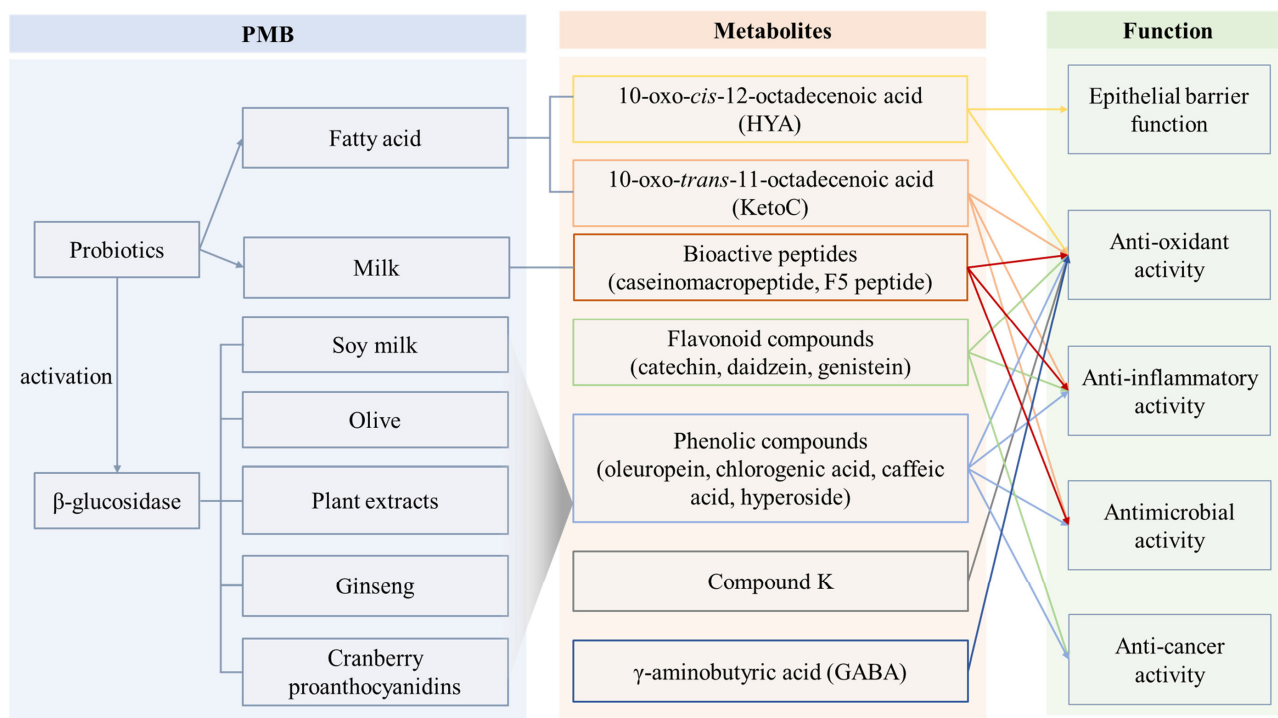 PMB
Metabolites
Function
Probiotics
activation
β-glucosidase
Fatty acid
Milk
Soy milk
Olive
Plant extracts
Ginseng
Cranberry
proanthocyanidins
10-oxo-cis-12-octadecenoic acid
(HYA)
10-oxo-trans-11-octadecenoic acid
(KetoC)
Bioactive peptides
(caseinomacropeptide, F5 peptide)
Flavonoid compounds
(catechin, daidzein, genistein)
Phenolic compounds
(oleuropein, chlorogenic acid, caffeic
acid, hyperoside)
Compound K
γ-aminobutyric acid (GABA)
Epithelial barrier
function
Anti-oxidant
activity
Anti-inflammatory
activity
Antimicrobial
activity
Anti-cancer
activity